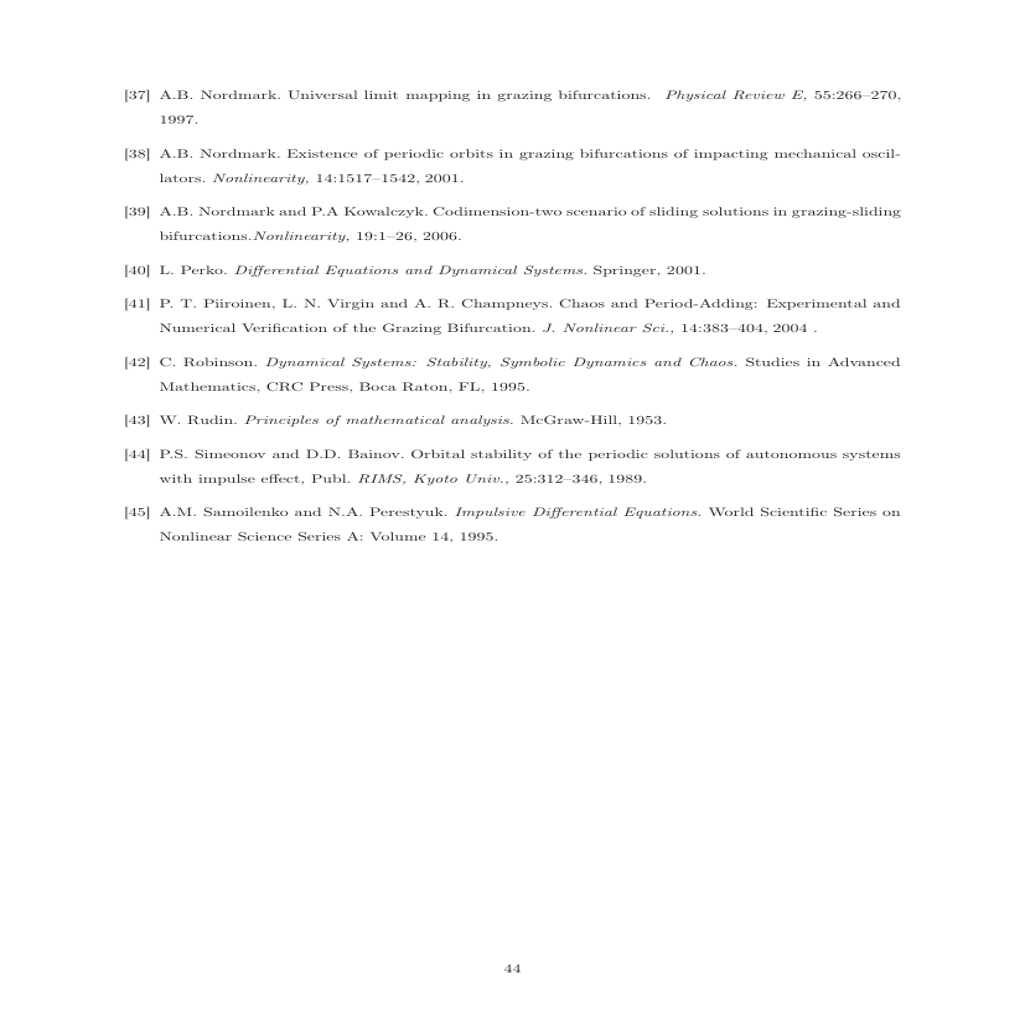 [37] A.B. Nordmark. Universal limit mapping in grazing bifurcations. Physical Review E, 55:266–270,
1997.
[38] A.B. Nordmark. Existence of periodic orbits in grazing bifurcations of impacting mechanical oscil-
lators. Nonlinearity, 14:1517–1542, 2001.
[39] A.B. Nordmark and P.A Kowalczyk. Codimension-two scenario of sliding solutions in grazing-sliding
bifurcations.Nonlinearity, 19:1–26, 2006.
[40] L. Perko. Differential Equations and Dynamical Systems. Springer, 2001.
[41] P. T. Piiroinen, L. N. Virgin and A. R. Champneys. Chaos and Period-Adding: Experimental and
Numerical Verification of the Grazing Bifurcation. J. Nonlinear Sci., 14:383–404, 2004 .
[42] C. Robinson. Dynamical Systems: Stability, Symbolic Dynamics and Chaos. Studies in Advanced
Mathematics, CRC Press, Boca Raton, FL, 1995.
[43] W. Rudin. Principles of mathematical analysis. McGraw-Hill, 1953.
[44] P.S. Simeonov and D.D. Bainov. Orbital stability of the periodic solutions of autonomous systems
with impulse effect, Publ. RIMS, Kyoto Univ., 25:312–346, 1989.
[45] A.M. Samoilenko and N.A. Perestyuk. Impulsive Differential Equations. World Scientific Series on
Nonlinear Science Series A: Volume 14, 1995.
44